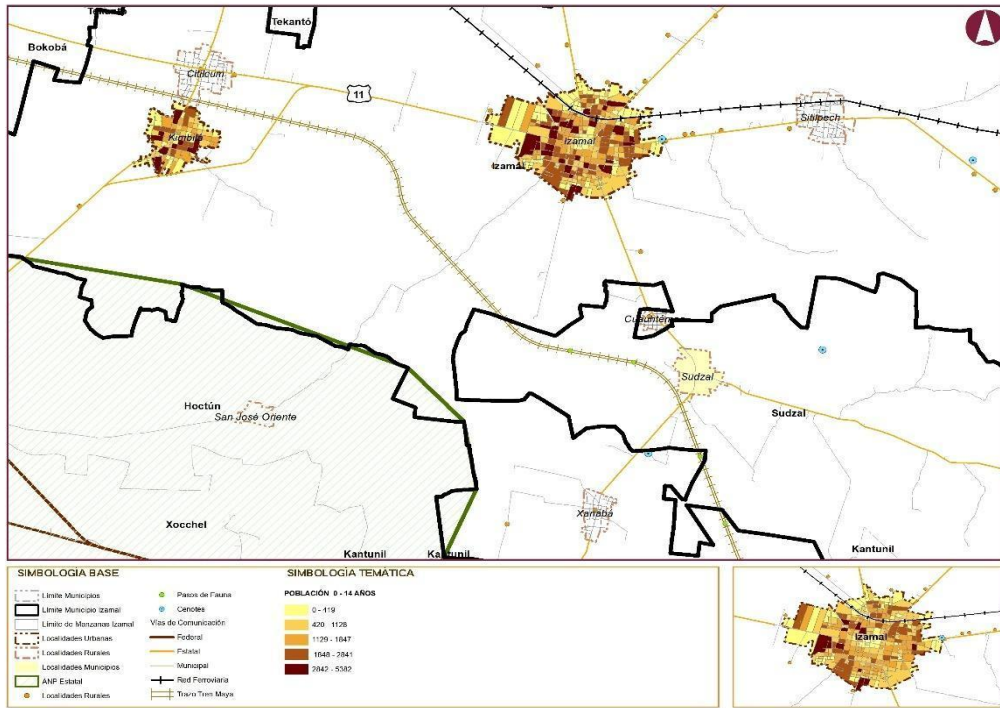 Tekantó
Bokobá
Citilcum
11
Kimbilá
Izamal
Izamal
Sitilpech
Cuauhtémoc
Sudzal
Hoctún
San José Oriente
Sudzal
Xanabá
Xocchel
Kantunil
Kantunil
Kantunil
SIMBOLOGÍA BASE
Límite Municipios
Límite Municipio Izamal
Límite de Manzanas Izamal
Localidades Urbanas
Localidades Rurales
Localidades Municipios
ANP Estatal
Localidades Rurales
Pasos de Fauna
Cenotes
Vías de Comunicación
Federal
Estatal
Municipal
Red Ferroviaria
Trazo Tren Maya
SIMBOLOGÍA TEMÁTICA
POBLACIÓN 0 - 14 AÑOS
0 - 419
420 - 1128
1129 - 1847
1848 - 2841
2842 - 5382
Izamal